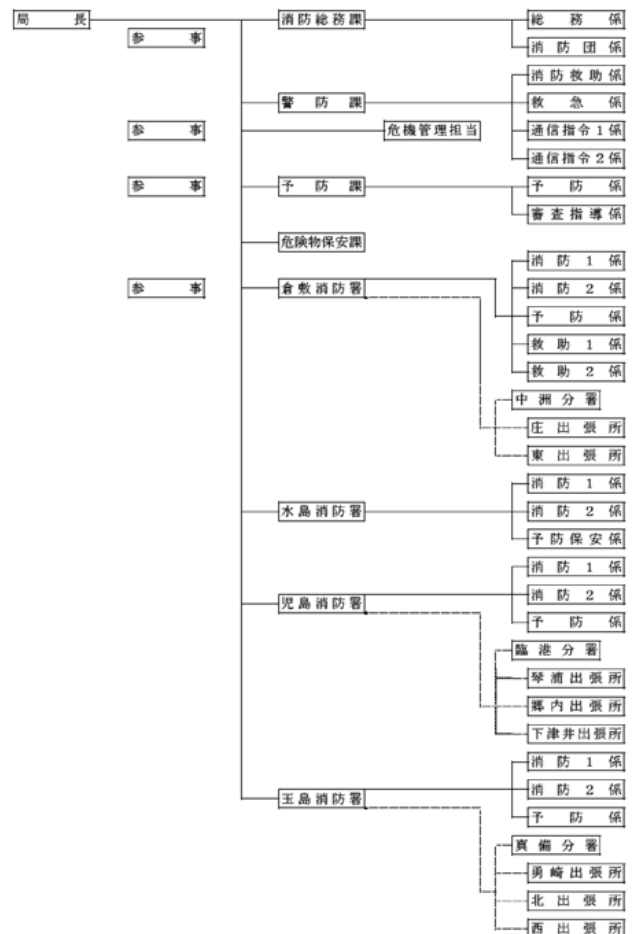 局長
消防総務課
総務係
参事
消防団係
消防救助係
警防課
救急係
参事
危機管理担当
通信指令1係
通信指令2係
参事
予防課
予防係
審査指導係
危険物保安課
消防1係
参事
倉敷消防署
消防2係
予防係
救助1係
救助2係
中洲分署
庄出張所
東出張所
消防1係
水島消防署
消防2係
予防保安係
消防1係
児島消防署
消防2係
予防係
臨港分署
琴浦出張所
郷内出張所
下津井出張所
消防1係
玉島消防署
消防2係
予防係
真備分署
勇崎出張所
北出張所
西出張所